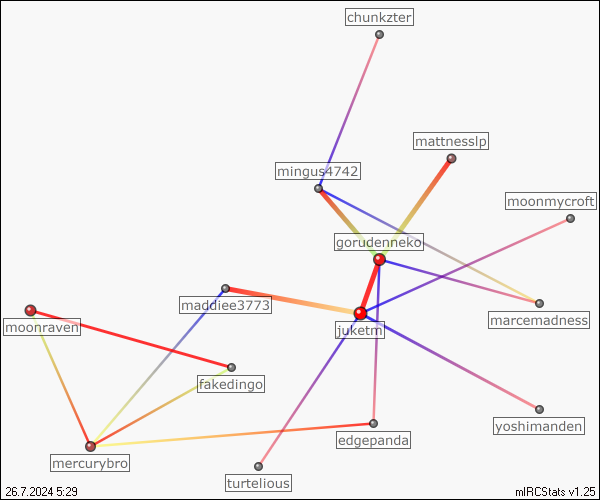 chunkzter
mattnesslp
mingus4742
moonmycroft
gorudenneko
maddiee3773
marcemadness
moonraven
juketm
fakedingo
yoshimanden
edgepanda
mercurybro
turtelious
26.7.2024 5:29
mIRCStats v1.25